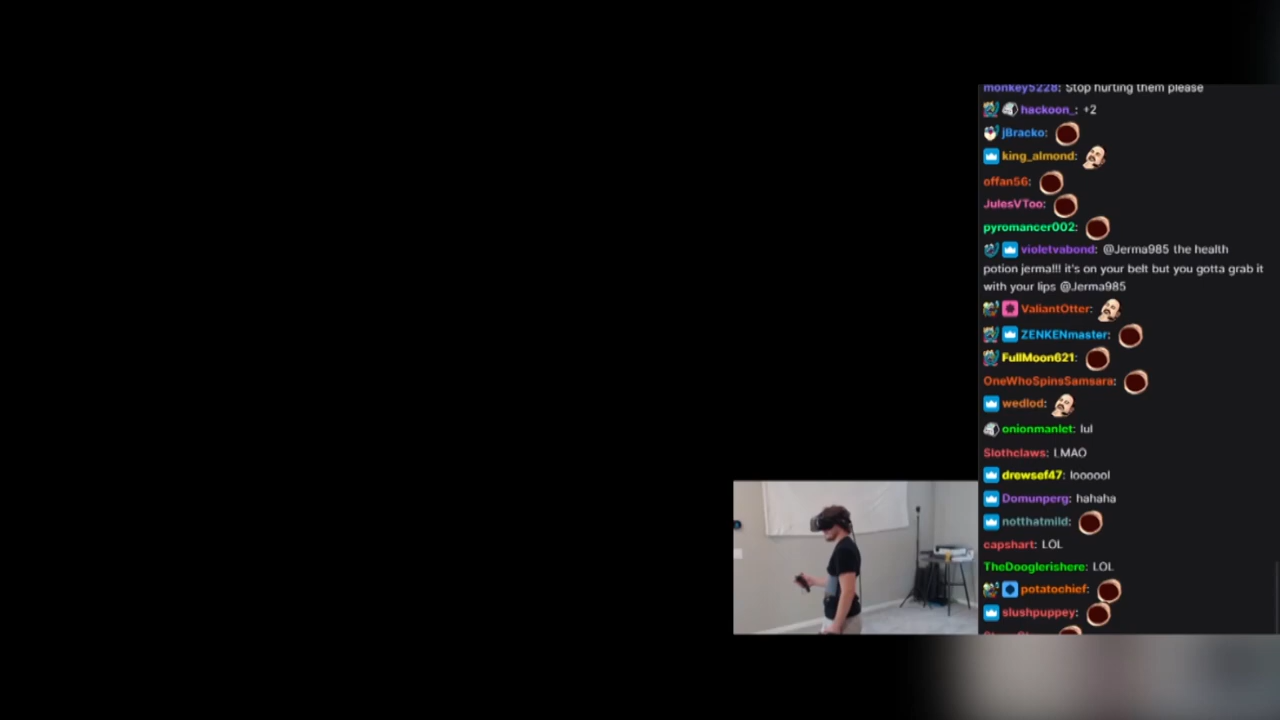 monkey5228: Stop hurting them please
hackoon_: +2
jBracko:
king_almond:
offan56:
JulesVToo:
pyromancer002:
violetvabond: @Jerma985 the health
potion jerma!!! it's on your belt but you gotta grab it
with your lips @Jerma985
ValiantOtter:
ZENKENmaster:
FullMoon621:
OneWhoSpinsSamsara:
wedlod:
onionmanlet: lul
Slothclaws: LMAO
drewsef47: loooool
Domunperg: hahaha
notthatmild:
capshart: LOL
TheDooglerishere: LOL
potatochief:
slushpuppey: